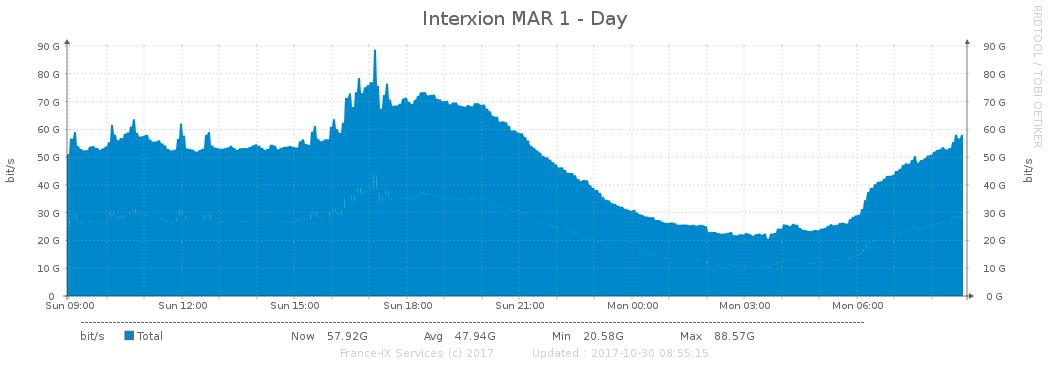 Interxion MAR 1 - Day
RRDTOOL / TOBI OETIKER
bit/s
90 G
80 G
70 G
60 G
50 G
40 G
30 G
20 G
10 G
0
90 G
80 G
70 G
60 G
50 G
40 G
30 G
20 G
10 G
0 G
bit/s
Sun 09:00 Sun 12:00 Sun 15:00 Sun 18:00 Sun 21:00 Mon 00:00 Mon 03:00 Mon 06:00
bit/s Total Now 57.92G Avg 47.94G Min 20.58G Max 88.57G
France-IX Services (c) 2017 Updated : 2017-10-30 08:55:15